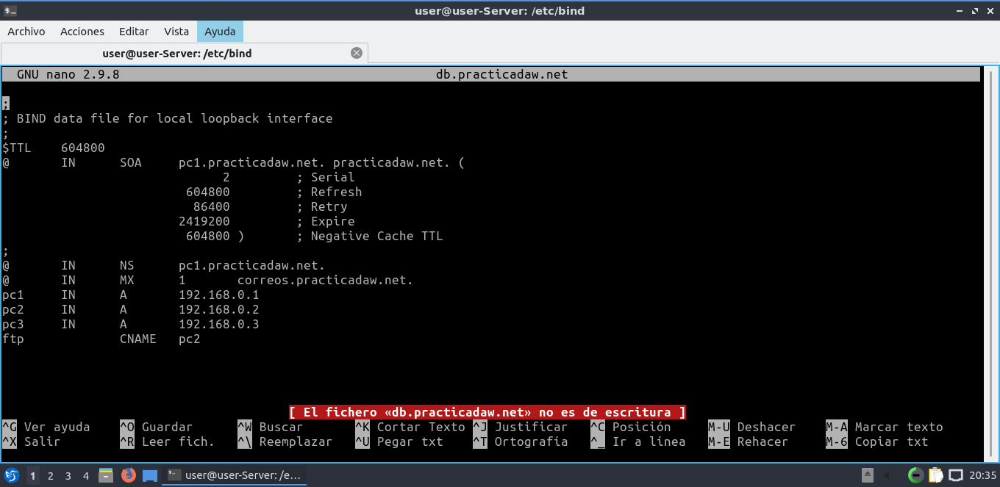 user@user-Server: /etc/bind
Archivo Acciones Editar Vista Ayuda
user@user-Server: /etc/bind
GNU nano 2.9.8 db.practicadaw.net
;
; BIND data file for local loopback interface
;
$TTL 604800
@ IN SOA pc1.practicadaw.net. practicadaw.net. (
2 ; Serial
604800 ; Refresh
86400 ; Retry
2419200 ; Expire
604800 ) ; Negative Cache TTL
;
@ IN NS pc1.practicadaw.net.
@ IN MX 1 correos.practicadaw.net.
pc1 IN A 192.168.0.1
pc2 IN A 192.168.0.2
pc3 IN A 192.168.0.3
ftp CNAME pc2
[ El fichero «db.practicadaw.net» no es de escritura ]
^G Ver ayuda ^O Guardar ^W Buscar ^K Cortar Texto ^J Justificar ^C Posición M-U Deshacer M-A Marcar texto
^X Salir ^R Leer fich. ^\ Reemplazar ^U Pegar txt ^T Ortografía ^_ Ir a línea M-E Rehacer M-6 Copiar txt
1 2 3 4 user@user-Server: /e... 20:35